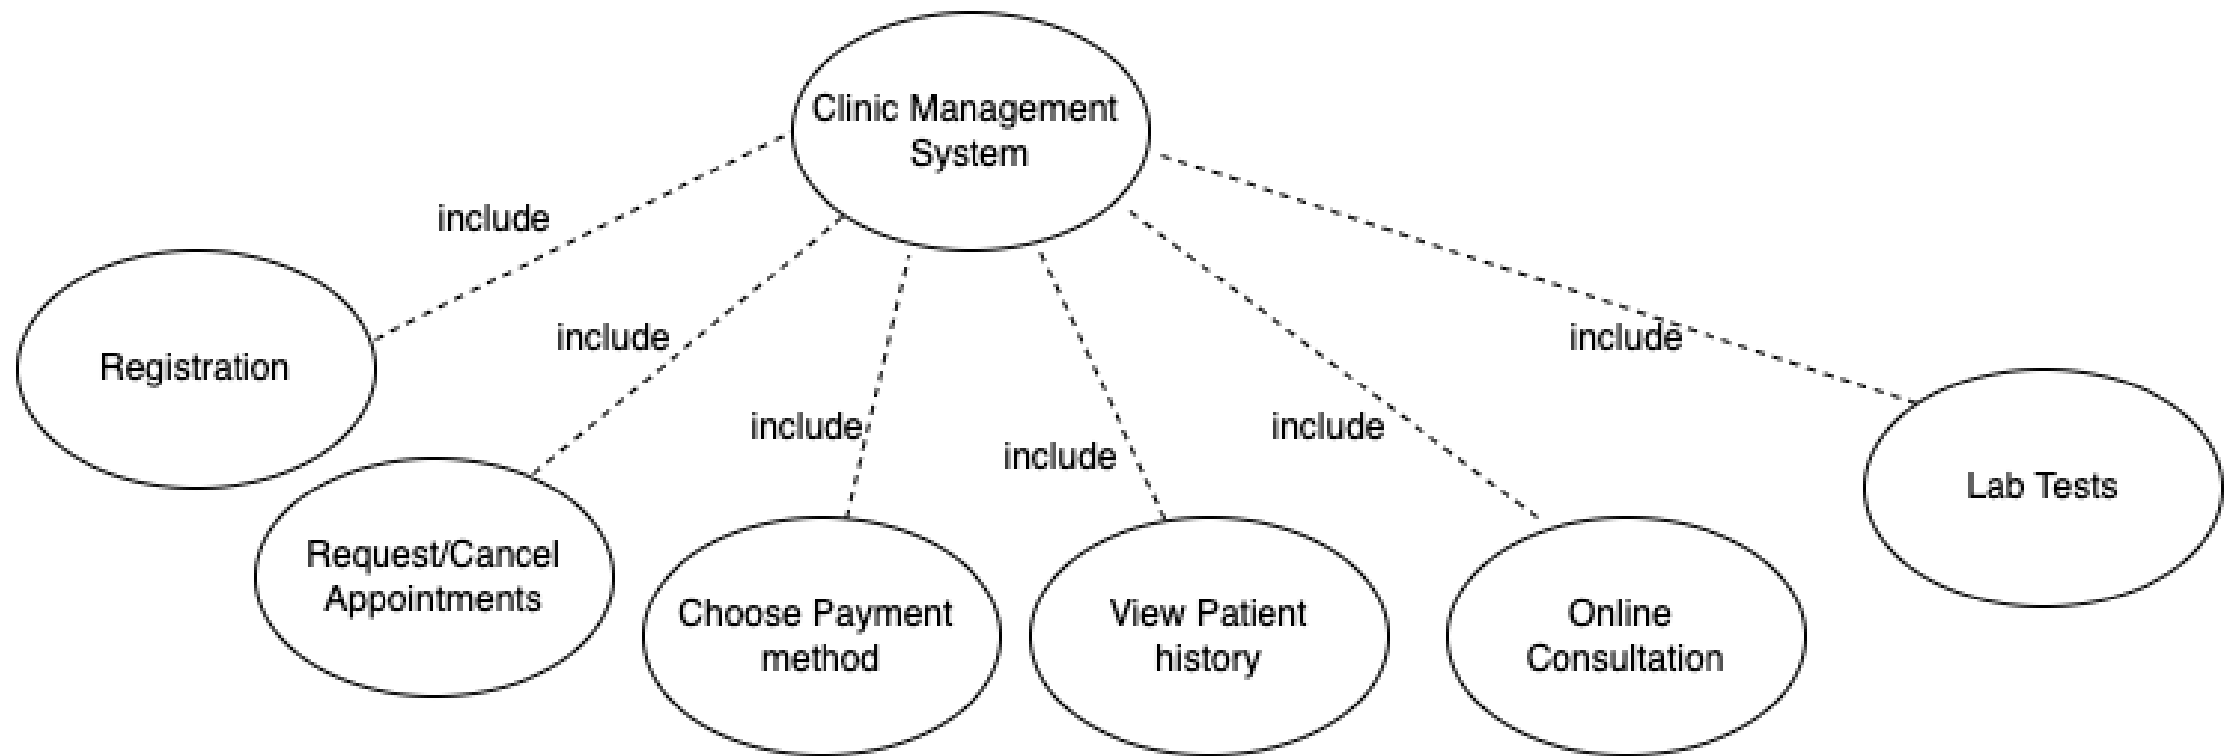 Clinic Management
System
include
Registration
include
include
include
include
include
Request/Cancel
Appointments
Choose Payment
method
View Patient
history
Online
Consultation
Lab Tests